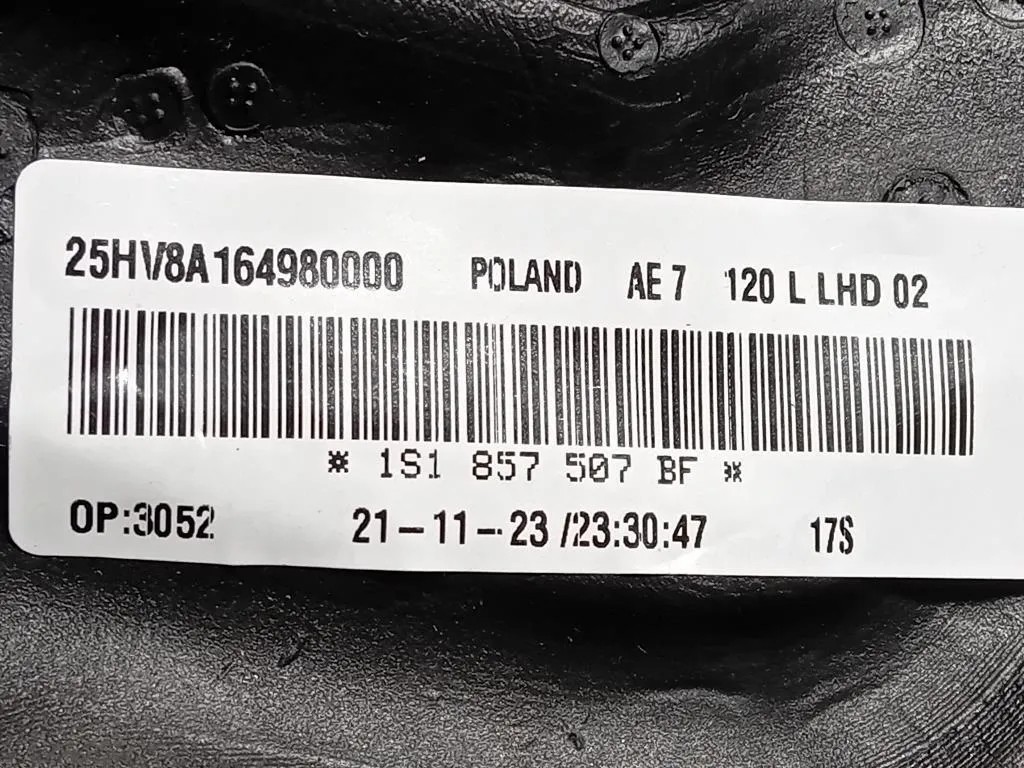 25HV8A164980000 POLAND AE 7 120 L LHD 02
* 1S1 857 507 BF *
OP:3052 21-11-23 /23:30:47 17S